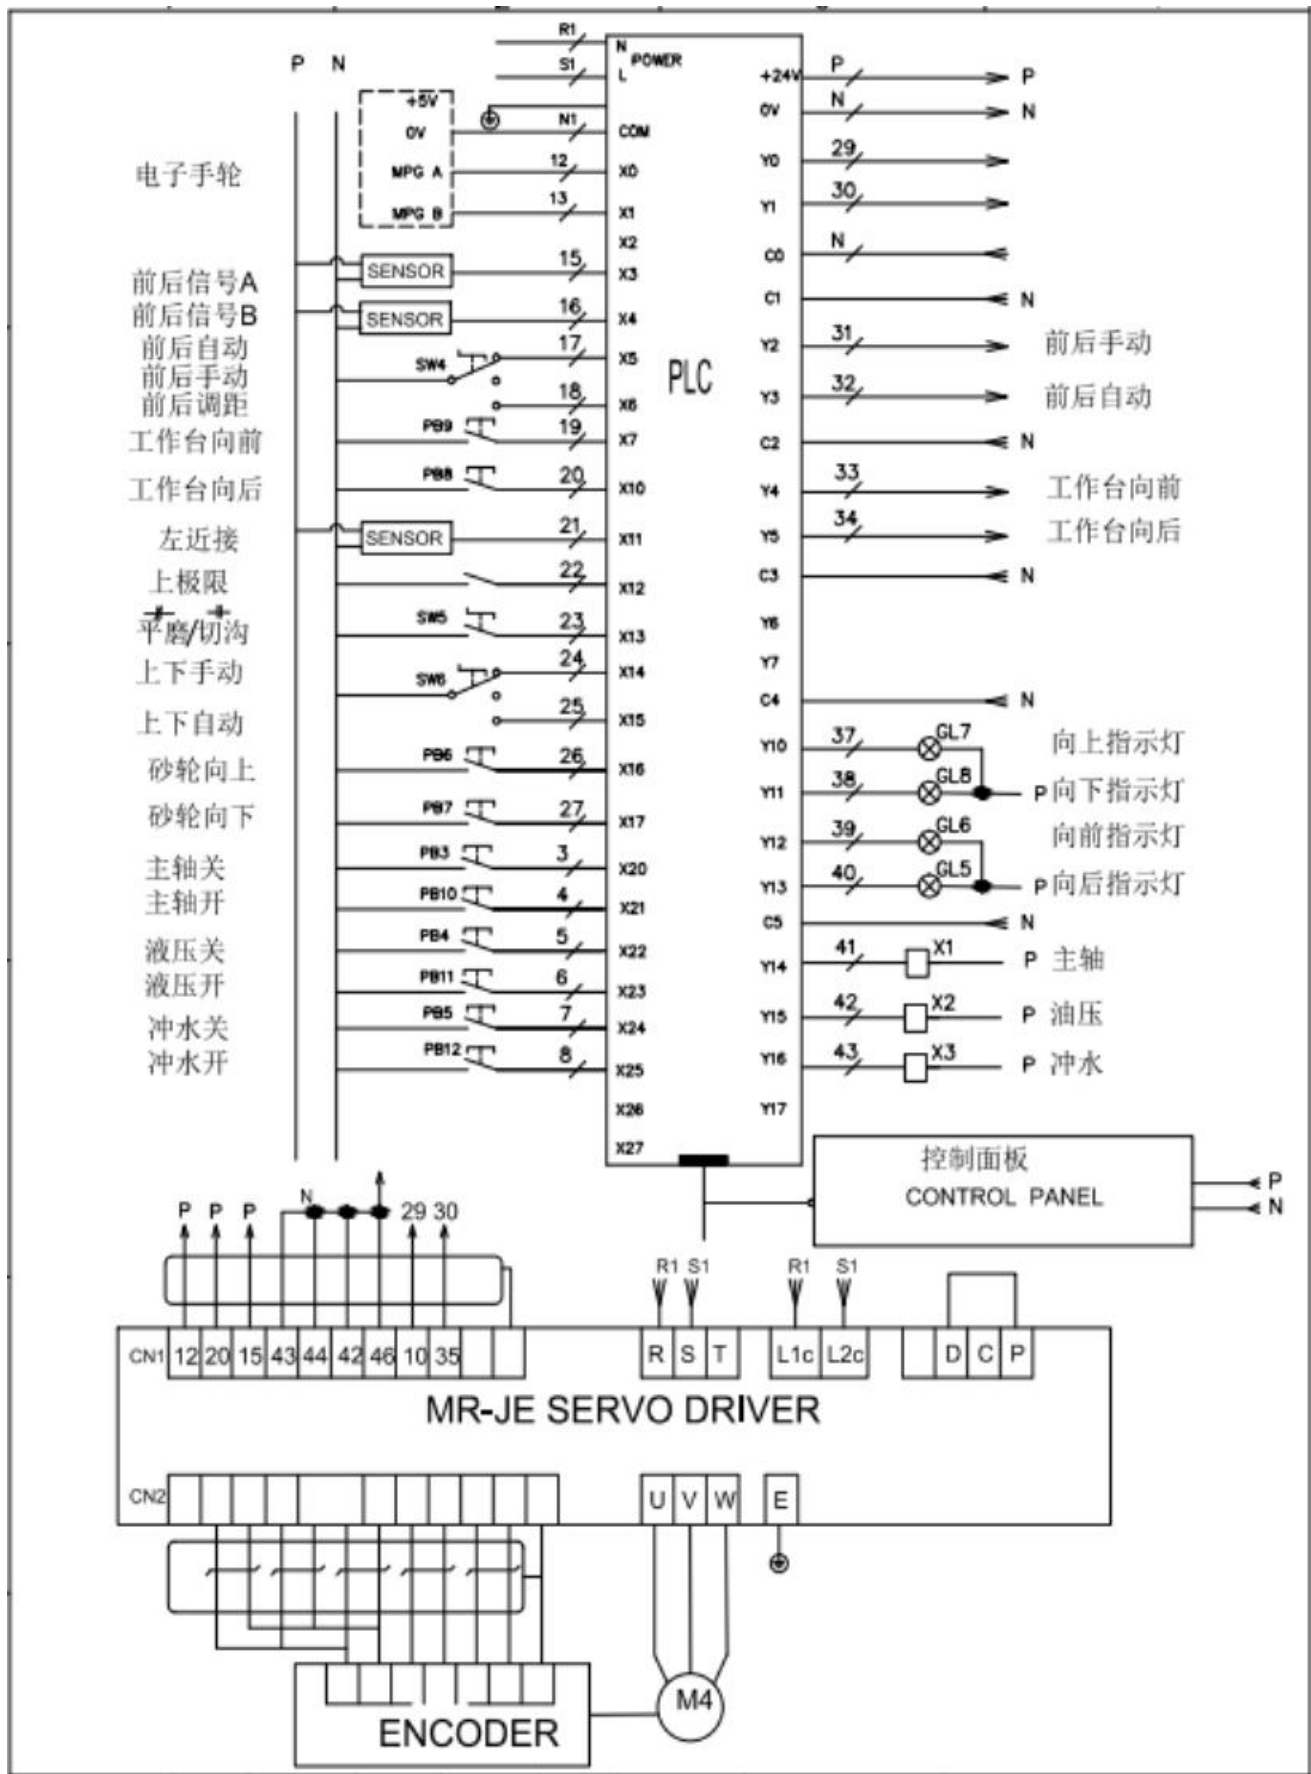 P N
R1
N
POWER
S1
L
+5V
0V
N1
COM
电子手轮
MPG A
12
X0
MPG B
13
X1
X2
前后信号A
SENSOR
15
X3
前后信号B
SENSOR
16
X4
前后自动
SW4
17
X5
前后手动
前后调距
18
X6
工作台向前
PB9
19
X7
工作台向后
PB8
20
X10
左近接
SENSOR
21
X11
上极限
22
X12
平磨/切沟
SW5
23
X13
上下手动
SW6
24
X14
上下自动
25
X15
砂轮向上
PB6
26
X16
砂轮向下
PB7
27
X17
主轴关
PB3
3
X20
主轴开
PB10
4
X21
液压关
PB4
5
X22
液压开
PB11
6
X23
冲水关
PB5
7
X24
冲水开
PB12
8
X25
X26
X27
PLC
+24V P P
0V N N
Y0 29
Y1 30
C0 N
C1 N
Y2 31 前后手动
Y3 32 前后自动
C2 N
Y4 33 工作台向前
Y5 34 工作台向后
C3 N
Y6
Y7
C4 N
Y10 37 GL7 向上指示灯
Y11 38 GL8 P 向下指示灯
Y12 39 GL6 向前指示灯
Y13 40 GL5 P 向后指示灯
C5 N
Y14 41 X1 P 主轴
Y15 42 X2 P 油压
Y16 43 X3 P 冲水
Y17
控制面板
CONTROL PANEL
P
N
P P P N 29 30
R1 S1 R1 S1
CN1 12 20 15 43 44 42 46 10 35
R S T L1c L2c D C P
MR-JE SERVO DRIVER
CN2 U V W E
M4
ENCODER